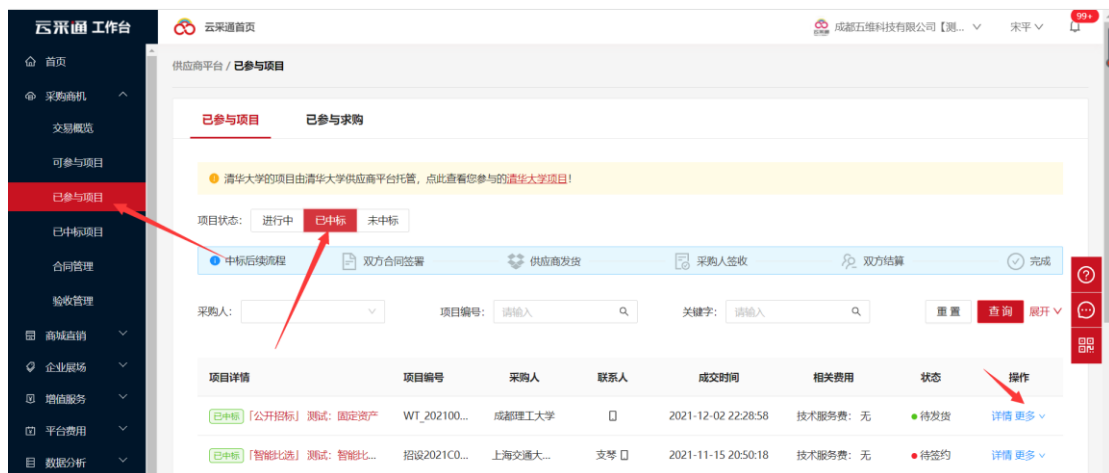 云采通 工作台
云采通首页
成都五维科技有限公司【测... 宋平 99+
首页
采购商机
交易概览
可参与项目
已参与项目
已中标项目
合同管理
验收管理
商城直销
企业展场
增值服务
平台费用
数据分析
供应商平台 / 已参与项目
已参与项目 已参与求购
清华大学的项目由清华大学供应商平台托管，点此查看您参与的清华大学项目！
项目状态： 进行中 已中标 未中标
中标后续流程 双方合同签署 供应商发货 采购人签收 双方结算 完成
采购人： 项目编号： 请输入 关键字： 请输入 重置 查询 展开
项目详情 项目编号 采购人 联系人 成交时间 相关费用 状态 操作
已中标 「公开招标」 测试：固定资产 WT_202100... 成都理工大学 2021-12-02 22:28:58 技术服务费： 无 待发货 详情 更多
已中标 「智能比选」 测试：智能比... 招设2021C0... 上海交通大... 支琴 2021-11-15 20:50:18 技术服务费： 无 待签约 详情 更多